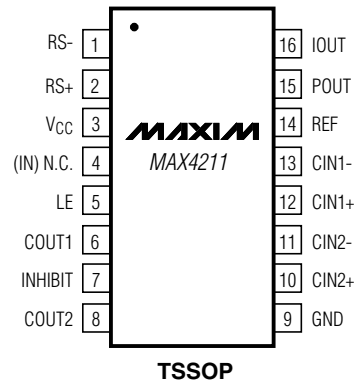 RS- 1 16 IOUT
RS+ 2 15 POUT
VCC 3 MAXIM 14 REF
(IN) N.C. 4 MAX4211 13 CIN1-
LE 5 12 CIN1+
COUT1 6 11 CIN2-
INHIBIT 7 10 CIN2+
COUT2 8 9 GND
TSSOP